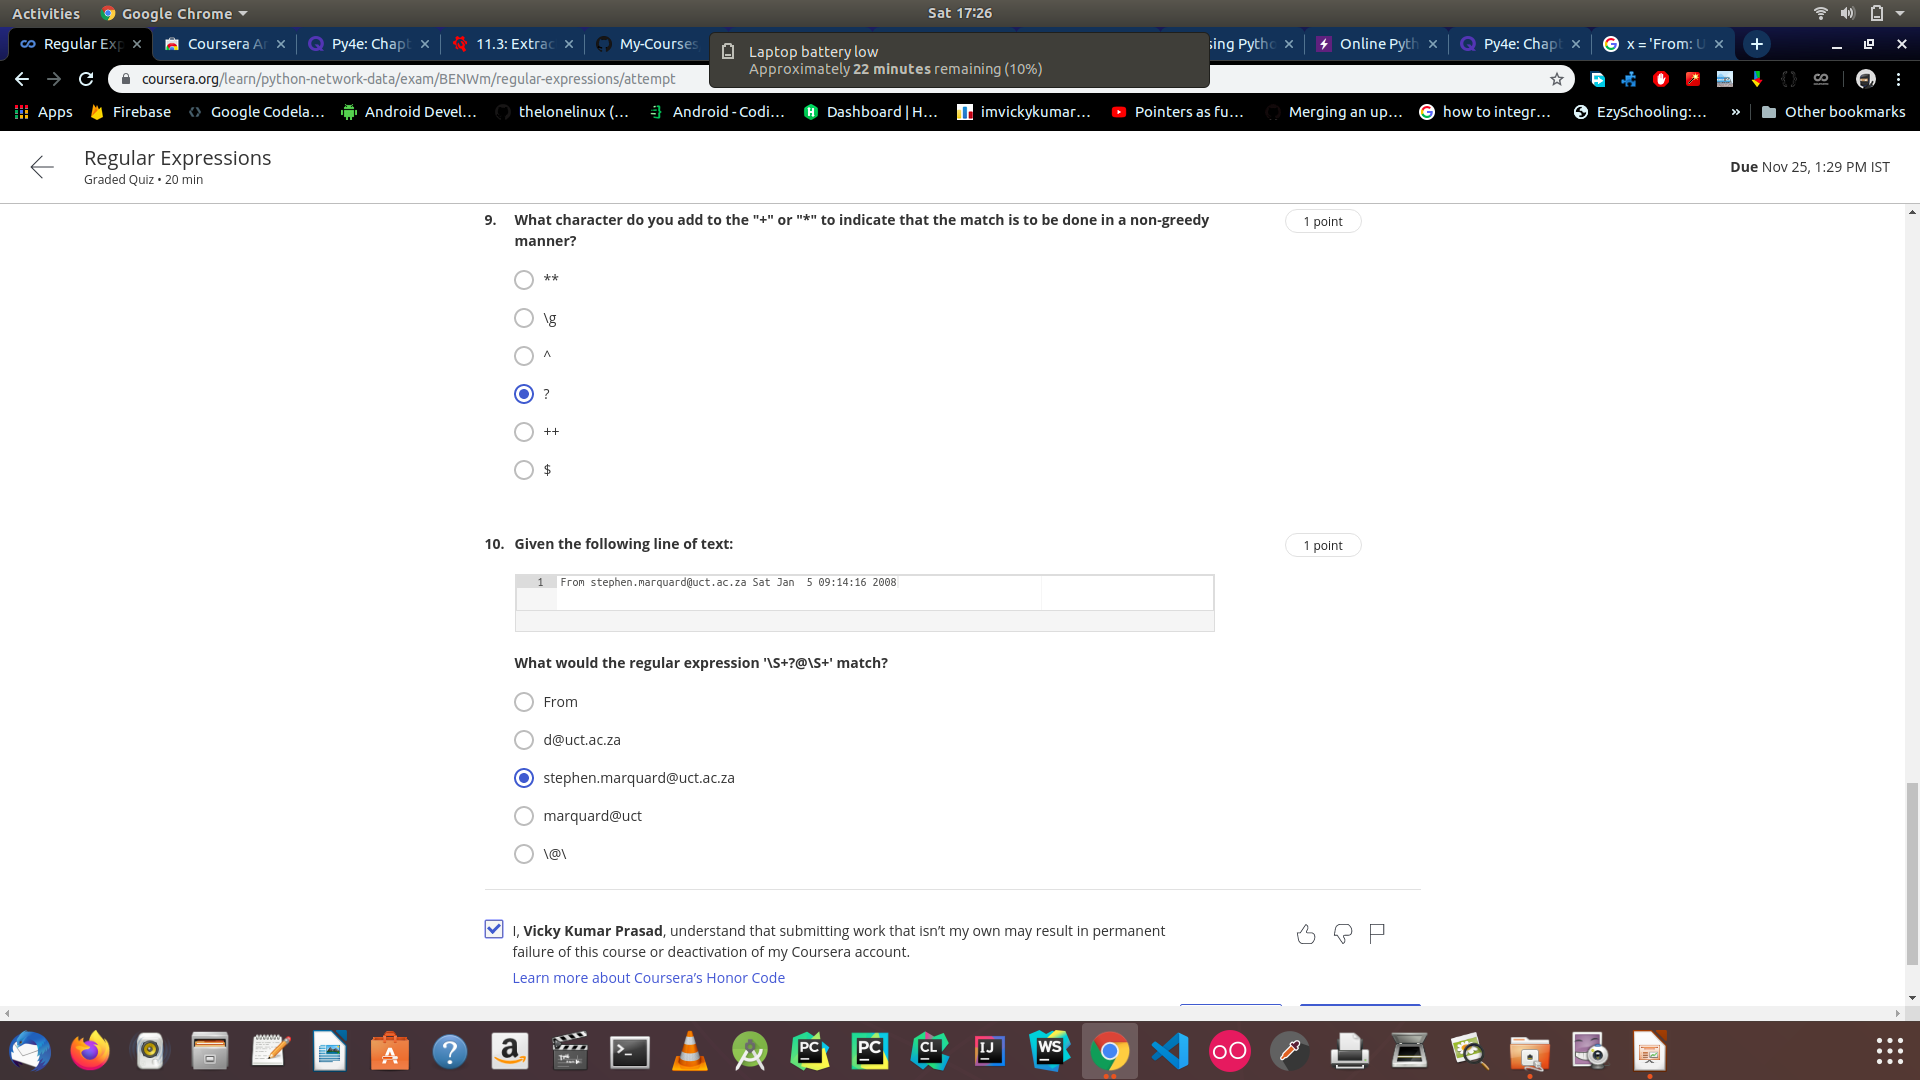 Activities Google Chrome Sat 17:26
Regular Exp Coursera Ar Py4e: Chapt 11.3: Extrac My-Courses sing Pytho Online Pyth Py4e: Chapt x = 'From: U
Laptop battery low
Approximately 22 minutes remaining (10%)
coursera.org/learn/python-network-data/exam/BENWm/regular-expressions/attempt
Apps Firebase Google Codela... Android Devel... thelonelinux (... Android - Codi... Dashboard | H... imvickykumar... Pointers as fu... Merging an up... how to integr... EzySchooling:... » Other bookmarks
Regular Expressions
Graded Quiz • 20 min
Due Nov 25, 1:29 PM IST
9. What character do you add to the "+" or "*" to indicate that the match is to be done in a non-greedy
manner?
1 point
**
\g
^
?
++
$
10. Given the following line of text:
1 point
1 From stephen.marquard@uct.ac.za Sat Jan  5 09:14:16 2008
What would the regular expression '\S+?@\S+' match?
From
d@uct.ac.za
stephen.marquard@uct.ac.za
marquard@uct
\@\
I, Vicky Kumar Prasad, understand that submitting work that isn't my own may result in permanent
failure of this course or deactivation of my Coursera account.
Learn more about Coursera's Honor Code
PC PC CL IJ WS